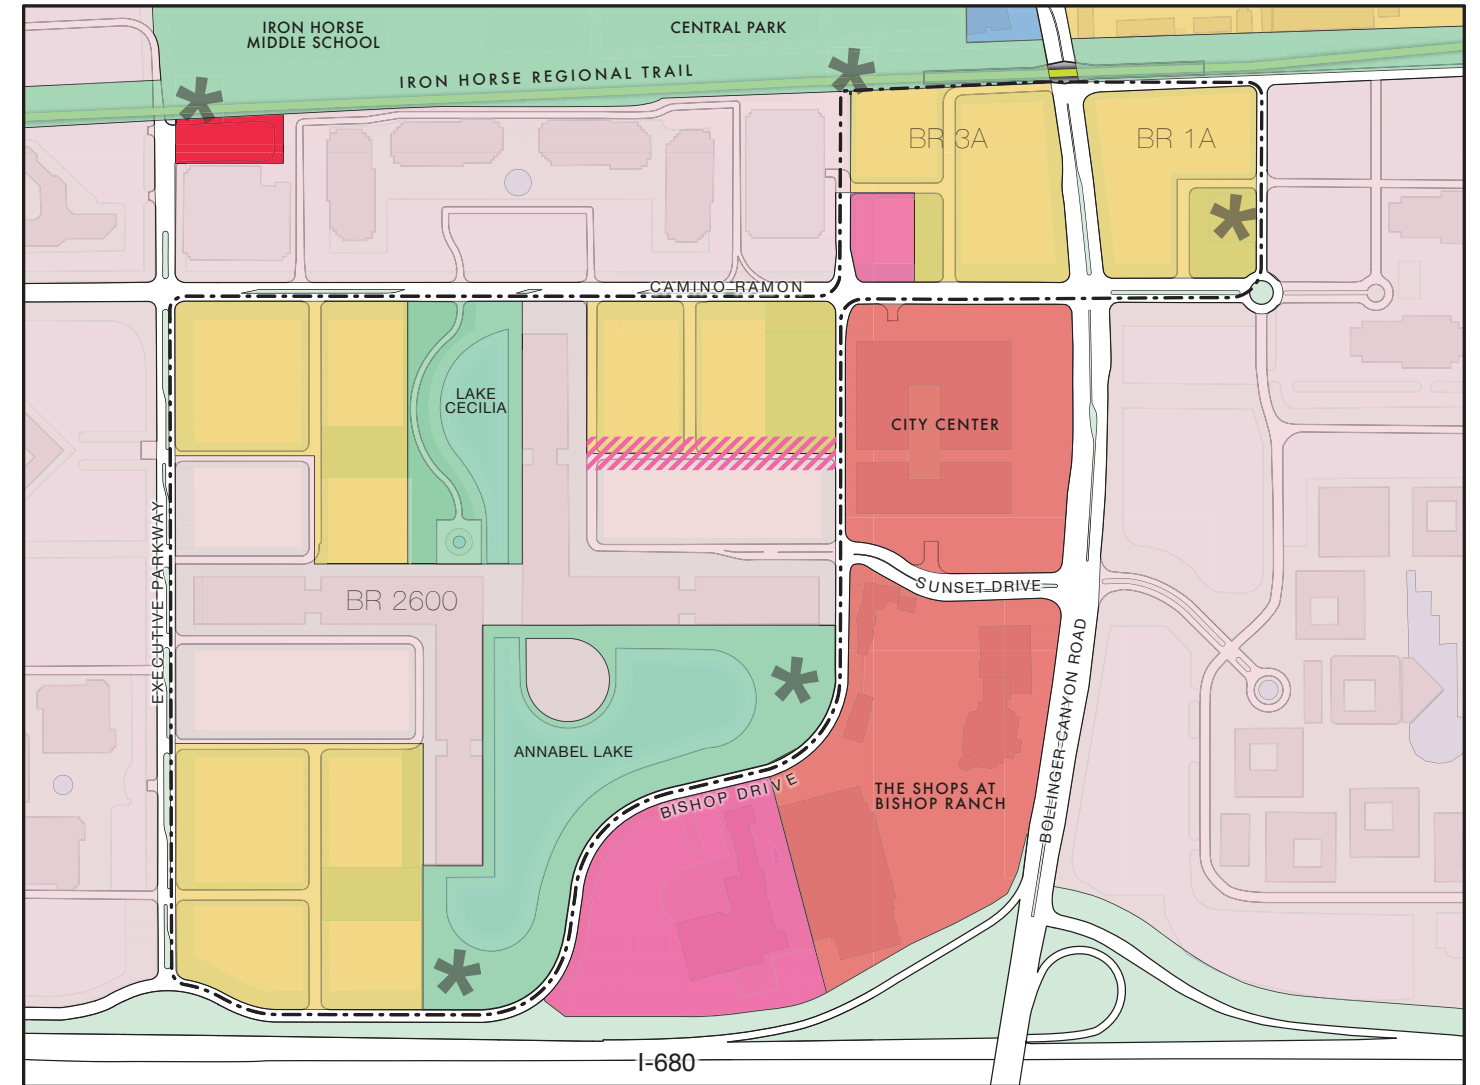 IRON HORSE
MIDDLE SCHOOL
CENTRAL PARK
IRON HORSE REGIONAL TRAIL
BR 3A
BR 1A
CAMINO RAMON
LAKE
CECILIA
CITY CENTER
EXECUTIVE PARKWAY
SUNSET DRIVE
BR 2600
BOLLINGER CANYON ROAD
ANNABEL LAKE
BISHOP DRIVE
THE SHOPS AT
BISHOP RANCH
I-680